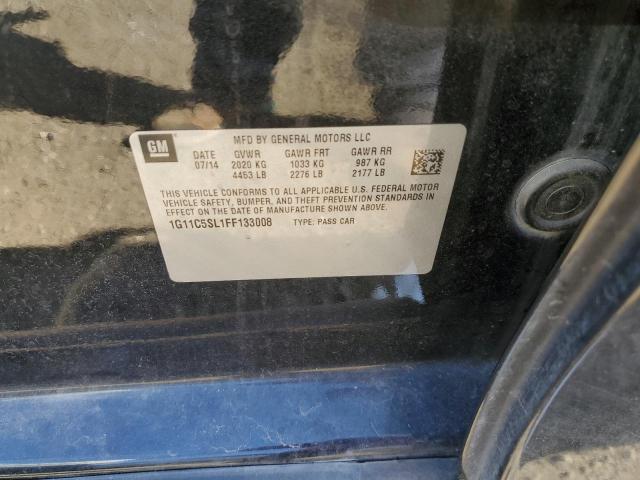 GM
MFD BY GENERAL MOTORS LLC
DATE GVWR GAWR FRT GAWR RR
07/14 2020 KG 1033 KG 987 KG
4453 LB 2276 LB 2177 LB
THIS VEHICLE CONFORMS TO ALL APPLICABLE U.S. FEDERAL MOTOR
VEHICLE SAFETY, BUMPER, AND THEFT PREVENTION STANDARDS IN
EFFECT ON THE DATE OF MANUFACTURE SHOWN ABOVE.
1G11C5SL1FF133008 TYPE: PASS CAR